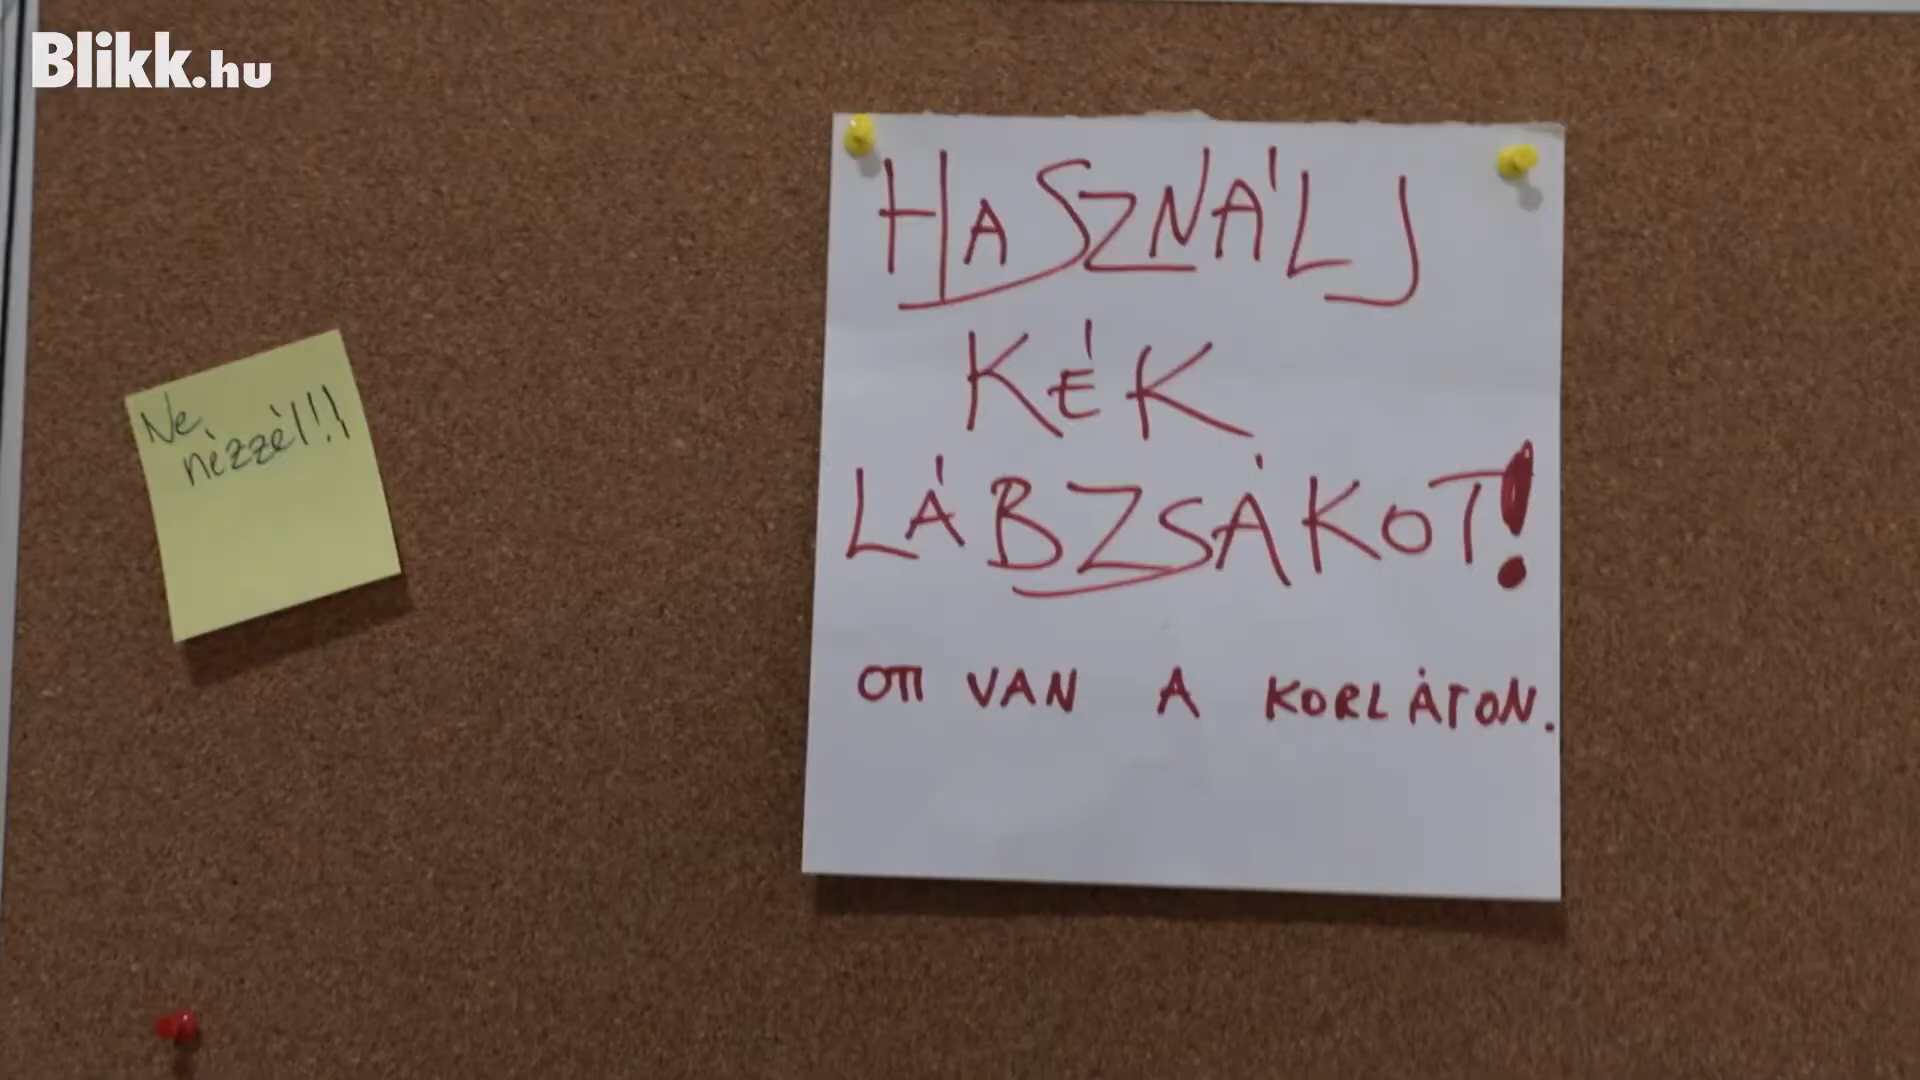 Blikk.hu
Ne
nézzél!!!
HASZNÁLJ
KÉK
LÁBZSÁKOT!
OTT VAN A KORLÁTON.